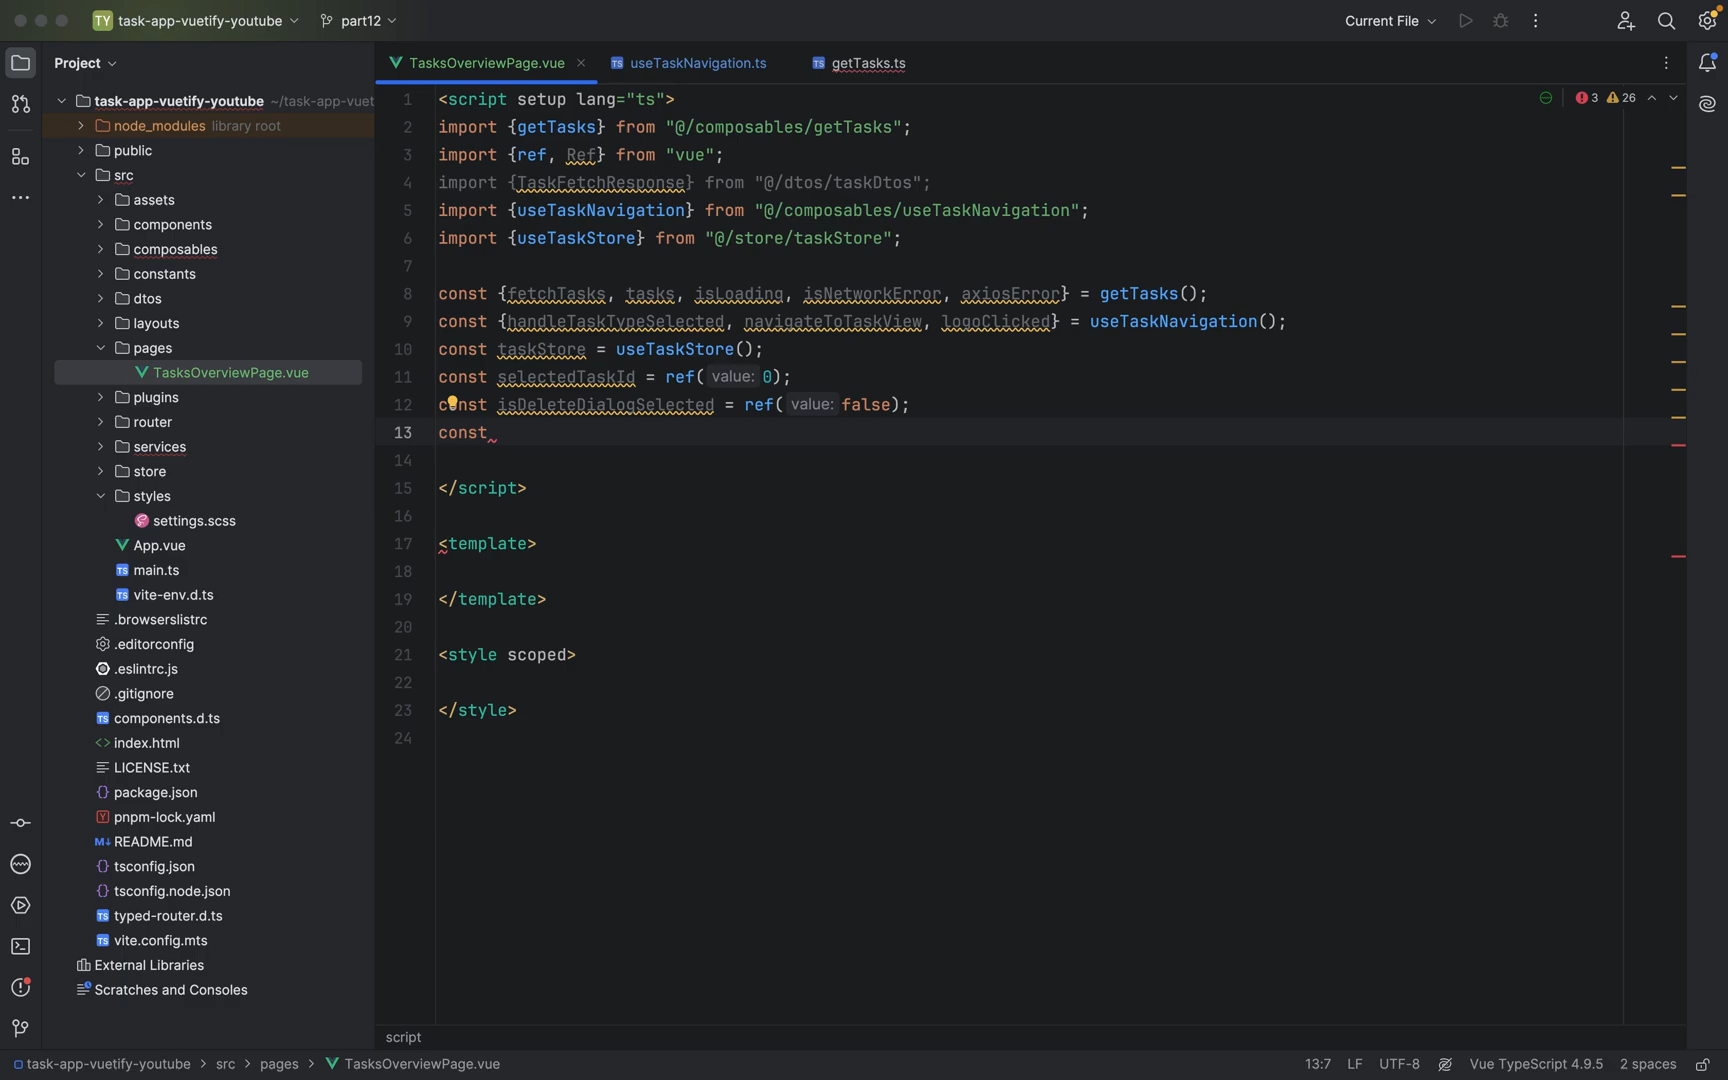 TY task-app-vuetify-youtube part12 Current File
Project
TasksOverviewPage.vue useTaskNavigation.ts getTasks.ts
task-app-vuetify-youtube ~/task-app-vuet
node_modules library root
public
src
assets
components
composables
constants
dtos
layouts
pages
TasksOverviewPage.vue
plugins
router
services
store
styles
settings.scss
App.vue
main.ts
vite-env.d.ts
.browserslistrc
.editorconfig
.eslintrc.js
.gitignore
components.d.ts
index.html
LICENSE.txt
package.json
pnpm-lock.yaml
README.md
tsconfig.json
tsconfig.node.json
typed-router.d.ts
vite.config.mts
External Libraries
Scratches and Consoles
3 26
1 <script setup lang="ts">
2 import {getTasks} from "@/composables/getTasks";
3 import {ref, Ref} from "vue";
4 import {TaskFetchResponse} from "@/dtos/taskDtos";
5 import {useTaskNavigation} from "@/composables/useTaskNavigation";
6 import {useTaskStore} from "@/store/taskStore";
7
8 const {fetchTasks, tasks, isLoading, isNetworkError, axiosError} = getTasks();
9 const {handleTaskTypeSelected, navigateToTaskView, logoClicked} = useTaskNavigation();
10 const taskStore = useTaskStore();
11 const selectedTaskId = ref( value: 0);
12 const isDeleteDialogSelected = ref( value: false);
13 const
14
15 </script>
16
17 <template>
18
19 </template>
20
21 <style scoped>
22
23 </style>
24
script
task-app-vuetify-youtube > src > pages > TasksOverviewPage.vue 13:7 LF UTF-8 Vue TypeScript 4.9.5 2 spaces